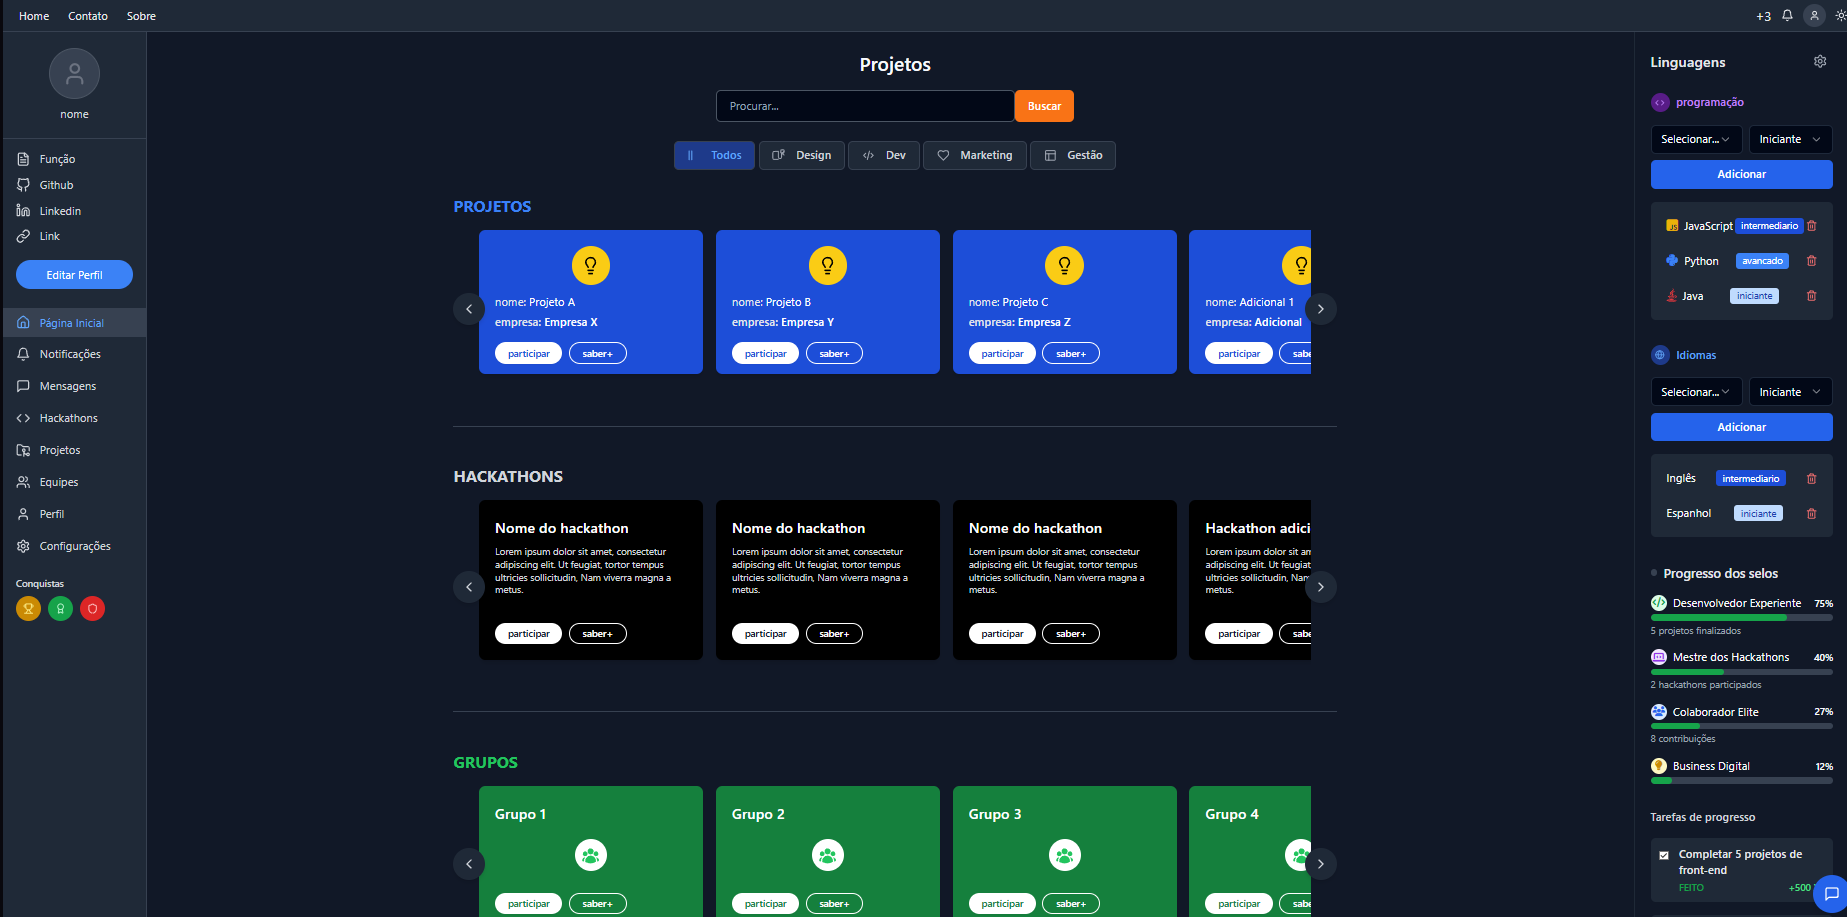 Home Contato Sobre
+3
nome
Função
Github
Linkedin
Link
Editar Perfil
Página Inicial
Notificações
Mensagens
Hackathons
Projetos
Equipes
Perfil
Configurações
Conquistas
Projetos
Procurar... Buscar
Todos Design Dev Marketing Gestão
PROJETOS
nome: Projeto A
empresa: Empresa X
participar saber+
nome: Projeto B
empresa: Empresa Y
participar saber+
nome: Projeto C
empresa: Empresa Z
participar saber+
nome: Adicional 1
empresa: Adicional
participar sabe
HACKATHONS
Nome do hackathon
Lorem ipsum dolor sit amet, consectetur
adipiscing elit. Ut feugiat, tortor tempus
ultricies sollicitudin, Nam viverra magna a
metus.
participar saber+
Nome do hackathon
Lorem ipsum dolor sit amet, consectetur
adipiscing elit. Ut feugiat, tortor tempus
ultricies sollicitudin, Nam viverra magna a
metus.
participar saber+
Nome do hackathon
Lorem ipsum dolor sit amet, consectetur
adipiscing elit. Ut feugiat, tortor tempus
ultricies sollicitudin, Nam viverra magna a
metus.
participar saber+
Hackathon adici
Lorem ipsum dolor sit am
adipiscing elit. Ut feugiat,
ultricies sollicitudin, Nam
metus.
participar sabe
GRUPOS
Grupo 1
participar saber+
Grupo 2
participar saber+
Grupo 3
participar saber+
Grupo 4
participar sabe
Linguagens
programação
Selecionar... Iniciante
Adicionar
JS JavaScript intermediario
Python avancado
Java iniciante
Idiomas
Selecionar... Iniciante
Adicionar
Inglês intermediario
Espanhol iniciante
Progresso dos selos
Desenvolvedor Experiente 75%
5 projetos finalizados
Mestre dos Hackathons 40%
2 hackathons participados
Colaborador Elite 27%
8 contribuições
Business Digital 12%
Tarefas de progresso
Completar 5 projetos de
front-end
FEITO +500